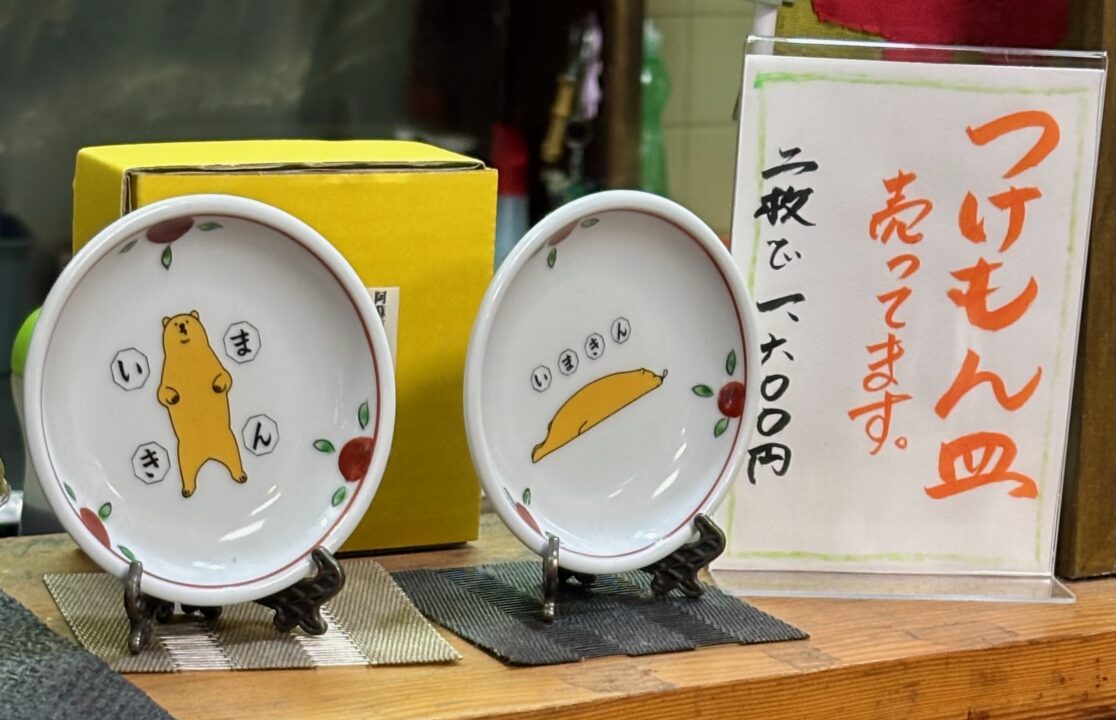 つけもん皿
売ってます。
二枚で一、六〇〇円
いまきん
いまきん